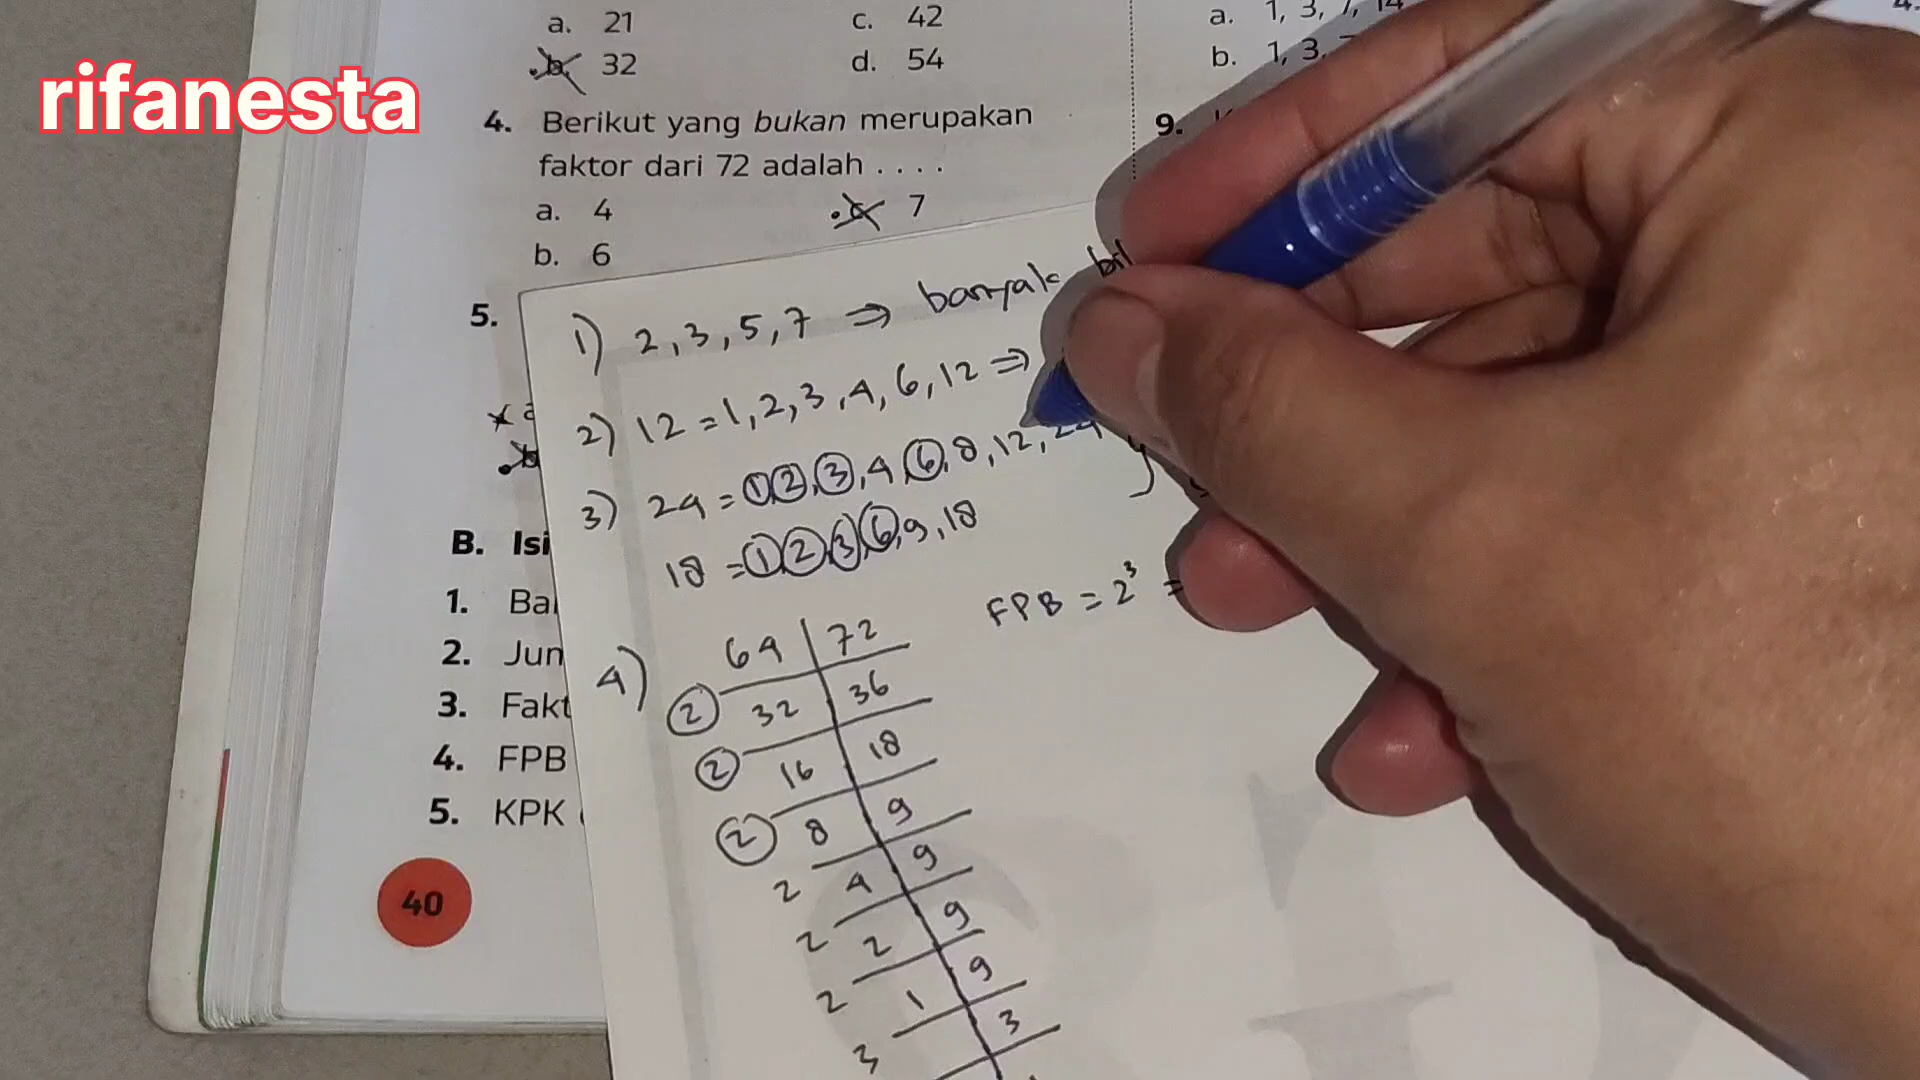 rifanesta
a. 21
c. 42
b. 32
d. 54
4. Berikut yang bukan merupakan
faktor dari 72 adalah . . . .
a. 4
7
b. 6
5.
B. Isi
1.
2.
3.
4. FPB
5. KPK
40
a. 1, 3, 7, 14
b. 1, 3,
9.
1) 2, 3, 5, 7 ⇒ banyak bil
2) 12 = 1, 2, 3, 4, 6, 12 ⇒
3) 24 = 1, 2, 3, 4, 6, 8, 12, 24
18 = 1, 2, 3, 6, 9, 18
FPB = 2³ =
4) 64 72
2 32 36
2 16 18
2 8 9
2 4 9
2 2 9
2 1 9
3 3